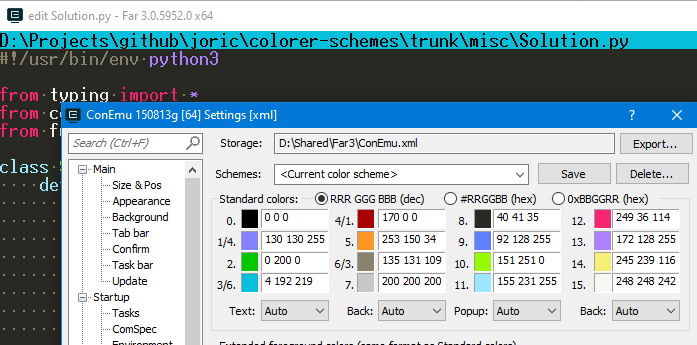 edit Solution.py - Far 3.0.5952.0 x64
D:\Projects\github\joric\colorer-schemes\trunk\misc\Solution.py
#!/usr/bin/env python3
from typing import *
from co
from f
class
de
ConEmu 150813g [64] Settings [xml]
Search (Ctrl+F)
Storage: D:\Shared\Far3\ConEmu.xml Export...
Schemes: <Current color scheme> Save Delete...
Main
Size & Pos
Appearance
Background
Tab bar
Confirm
Task bar
Update
Startup
Tasks
ComSpec
Environment
Standard colors: RRR GGG BBB (dec) #RRGGBB (hex) 0xBBGGRR (hex)
0. 0 0 0 4/1. 170 0 0 8. 40 41 35 12. 249 36 114
1/4. 130 130 255 5. 253 150 34 9. 92 128 255 13. 172 128 255
2. 0 200 0 6/3. 135 131 109 10. 151 251 0 14. 245 239 116
3/6. 4 192 219 7. 200 200 200 11. 155 231 255 15. 248 248 242
Text: Auto Back: Auto Popup: Auto Back: Auto
Extended foreground colors (same format as Standard colors)